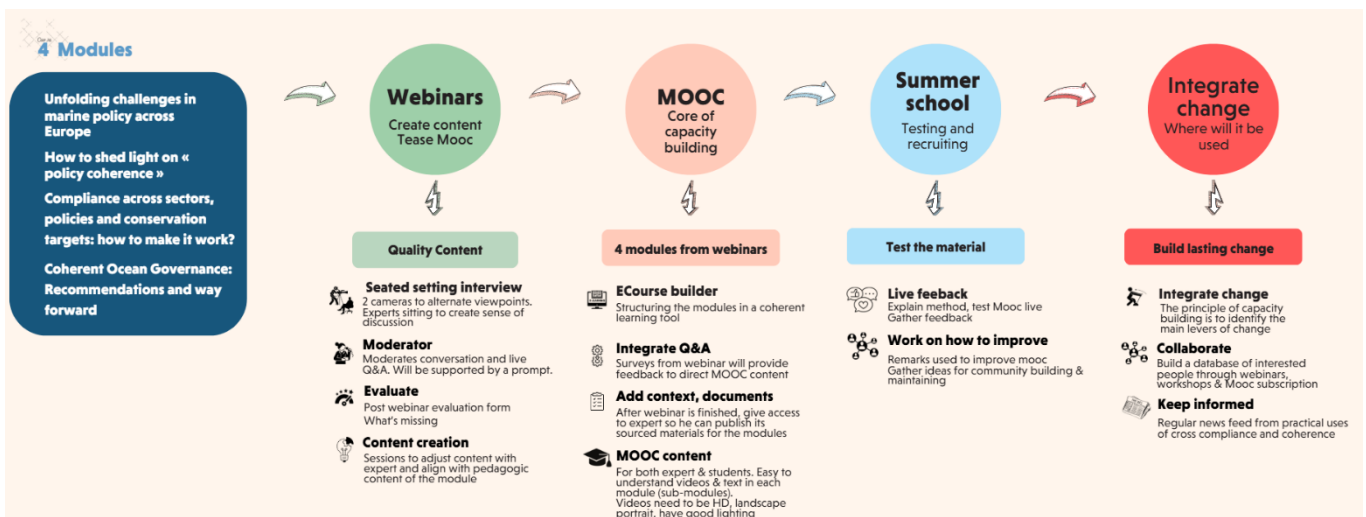 4 Modules
Unfolding challenges in
marine policy across
Europe
How to shed light on «
policy coherence »
Compliance across sectors,
policies and conservation
targets: how to make it work?
Coherent Ocean Governance:
Recommendations and way
forward
Webinars
Create content
Tease Mooc
Quality Content
Seated setting interview
2 cameras to alternate viewpoints.
Experts sitting to create sense of
discussion
Moderator
Moderates conversation and live
Q&A. Will be supported by a prompt.
Evaluate
Post webinar evaluation form
What's missing
Content creation
Sessions to adjust content with
expert and align with pedagogic
content of the module
MOOC
Core of
capacity
building
4 modules from webinars
ECourse builder
Structuring the modules in a coherent
learning tool
Integrate Q&A
Surveys from webinar will provide
feedback to direct MOOC content
Add context, documents
After webinar is finished, give access
to expert so he can publish its
sourced materials for the modules
MOOC content
For both expert & students. Easy to
understand videos & text in each
module (sub-modules).
Videos need to be HD, landscape
portrait, have good lighting
Summer
school
Testing and
recruiting
Test the material
Live feeback
Explain method, test Mooc live
Gather feedback
Work on how to improve
Remarks used to improve mooc
Gather ideas for community building &
maintaining
Integrate
change
Where will it be
used
Build lasting change
Integrate change
The principle of capacity
building is to identify the
main levers of change
Collaborate
Build a database of interested
people through webinars,
workshops & Mooc subscription
Keep informed
Regular news feed from practical uses
of cross compliance and coherence